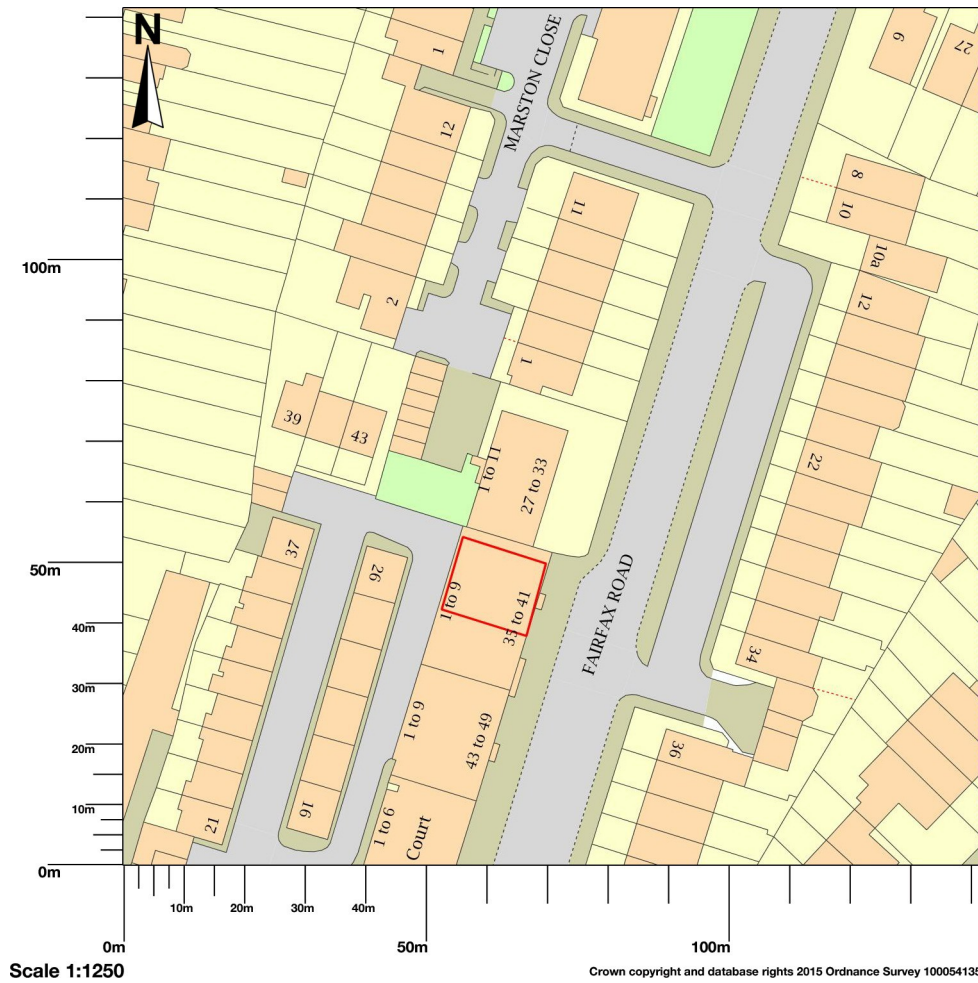 N
1
MARSTON CLOSE
6
27
12
8
10
11
10a
100m
2
12
1
39
43
1 to 11
27 to 33
22
37
50m
26
1 to 9
35 to 41
FAIRFAX ROAD
40m
34
30m
1 to 9
43 to 49
36
20m
10m
16
21
1 to 6
Court
0m
10m
20m
30m
40m
0m
50m
100m
Scale 1:1250
Crown copyright and database rights 2015 Ordnance Survey 100054135